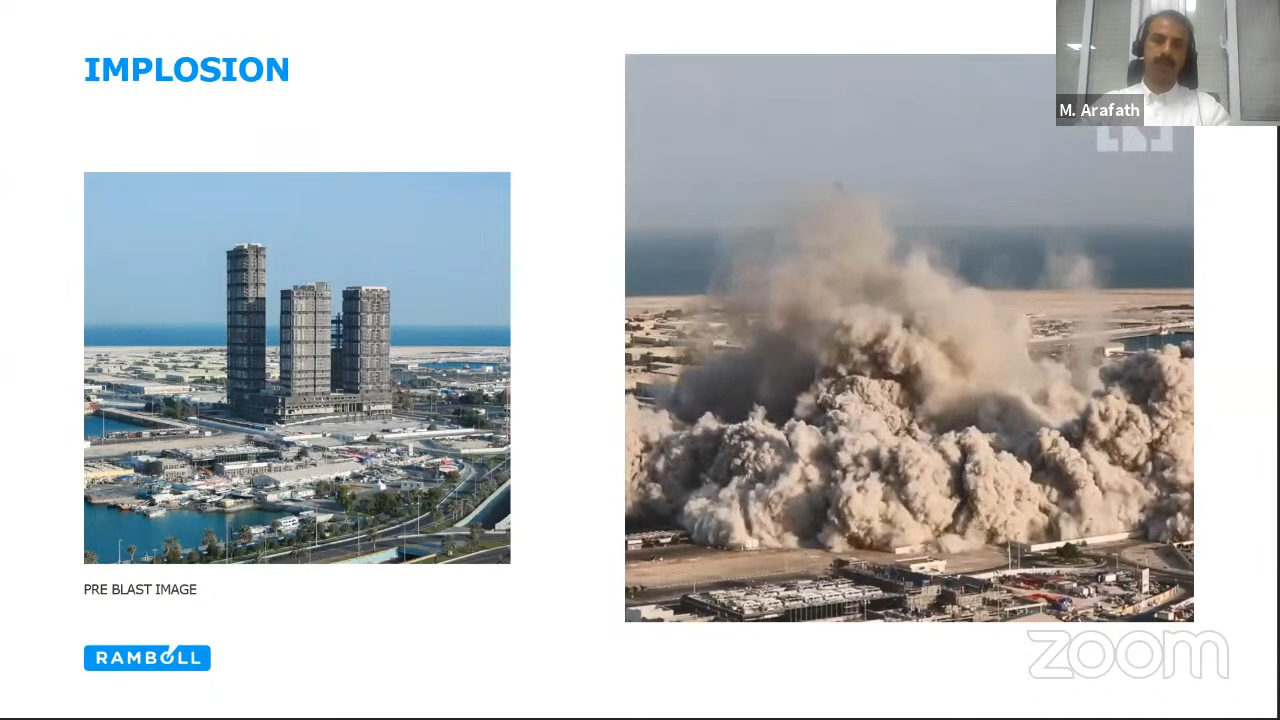 IMPLOSION
M. Arafath
PRE BLAST IMAGE
RAMBOLL
zoom